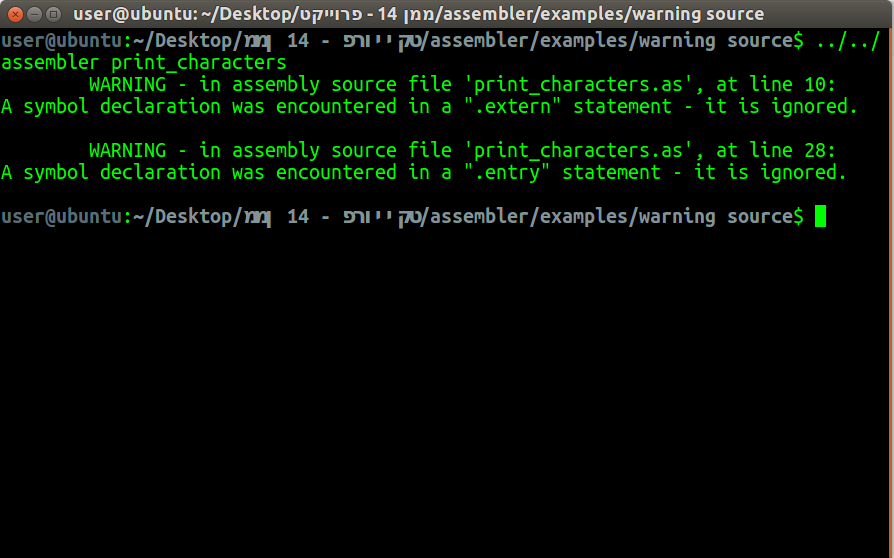 user@ubuntu: ~/Desktop/ממן 14 - פרוייקט/assembler/examples/warning source
user@ubuntu:~/Desktop/ממן 14 - פרוייקט/assembler/examples/warning source$ ../../
assembler print_characters
WARNING - in assembly source file 'print_characters.as', at line 10:
A symbol declaration was encountered in a ".extern" statement - it is ignored.
WARNING - in assembly source file 'print_characters.as', at line 28:
A symbol declaration was encountered in a ".entry" statement - it is ignored.
user@ubuntu:~/Desktop/ממן 14 - פרוייקט/assembler/examples/warning source$